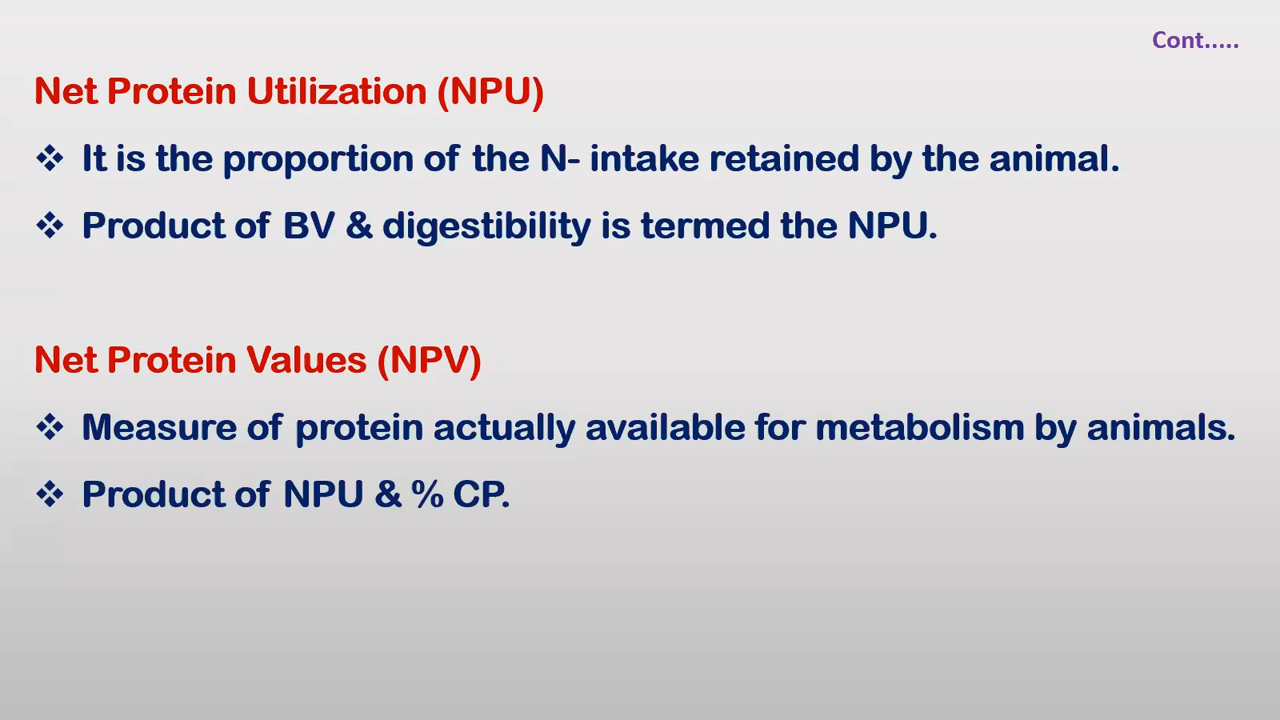 Cont.....
Net Protein Utilization (NPU)
❖ It is the proportion of the N- intake retained by the animal.
❖ Product of BV & digestibility is termed the NPU.
Net Protein Values (NPV)
❖ Measure of protein actually available for metabolism by animals.
❖ Product of NPU & % CP.